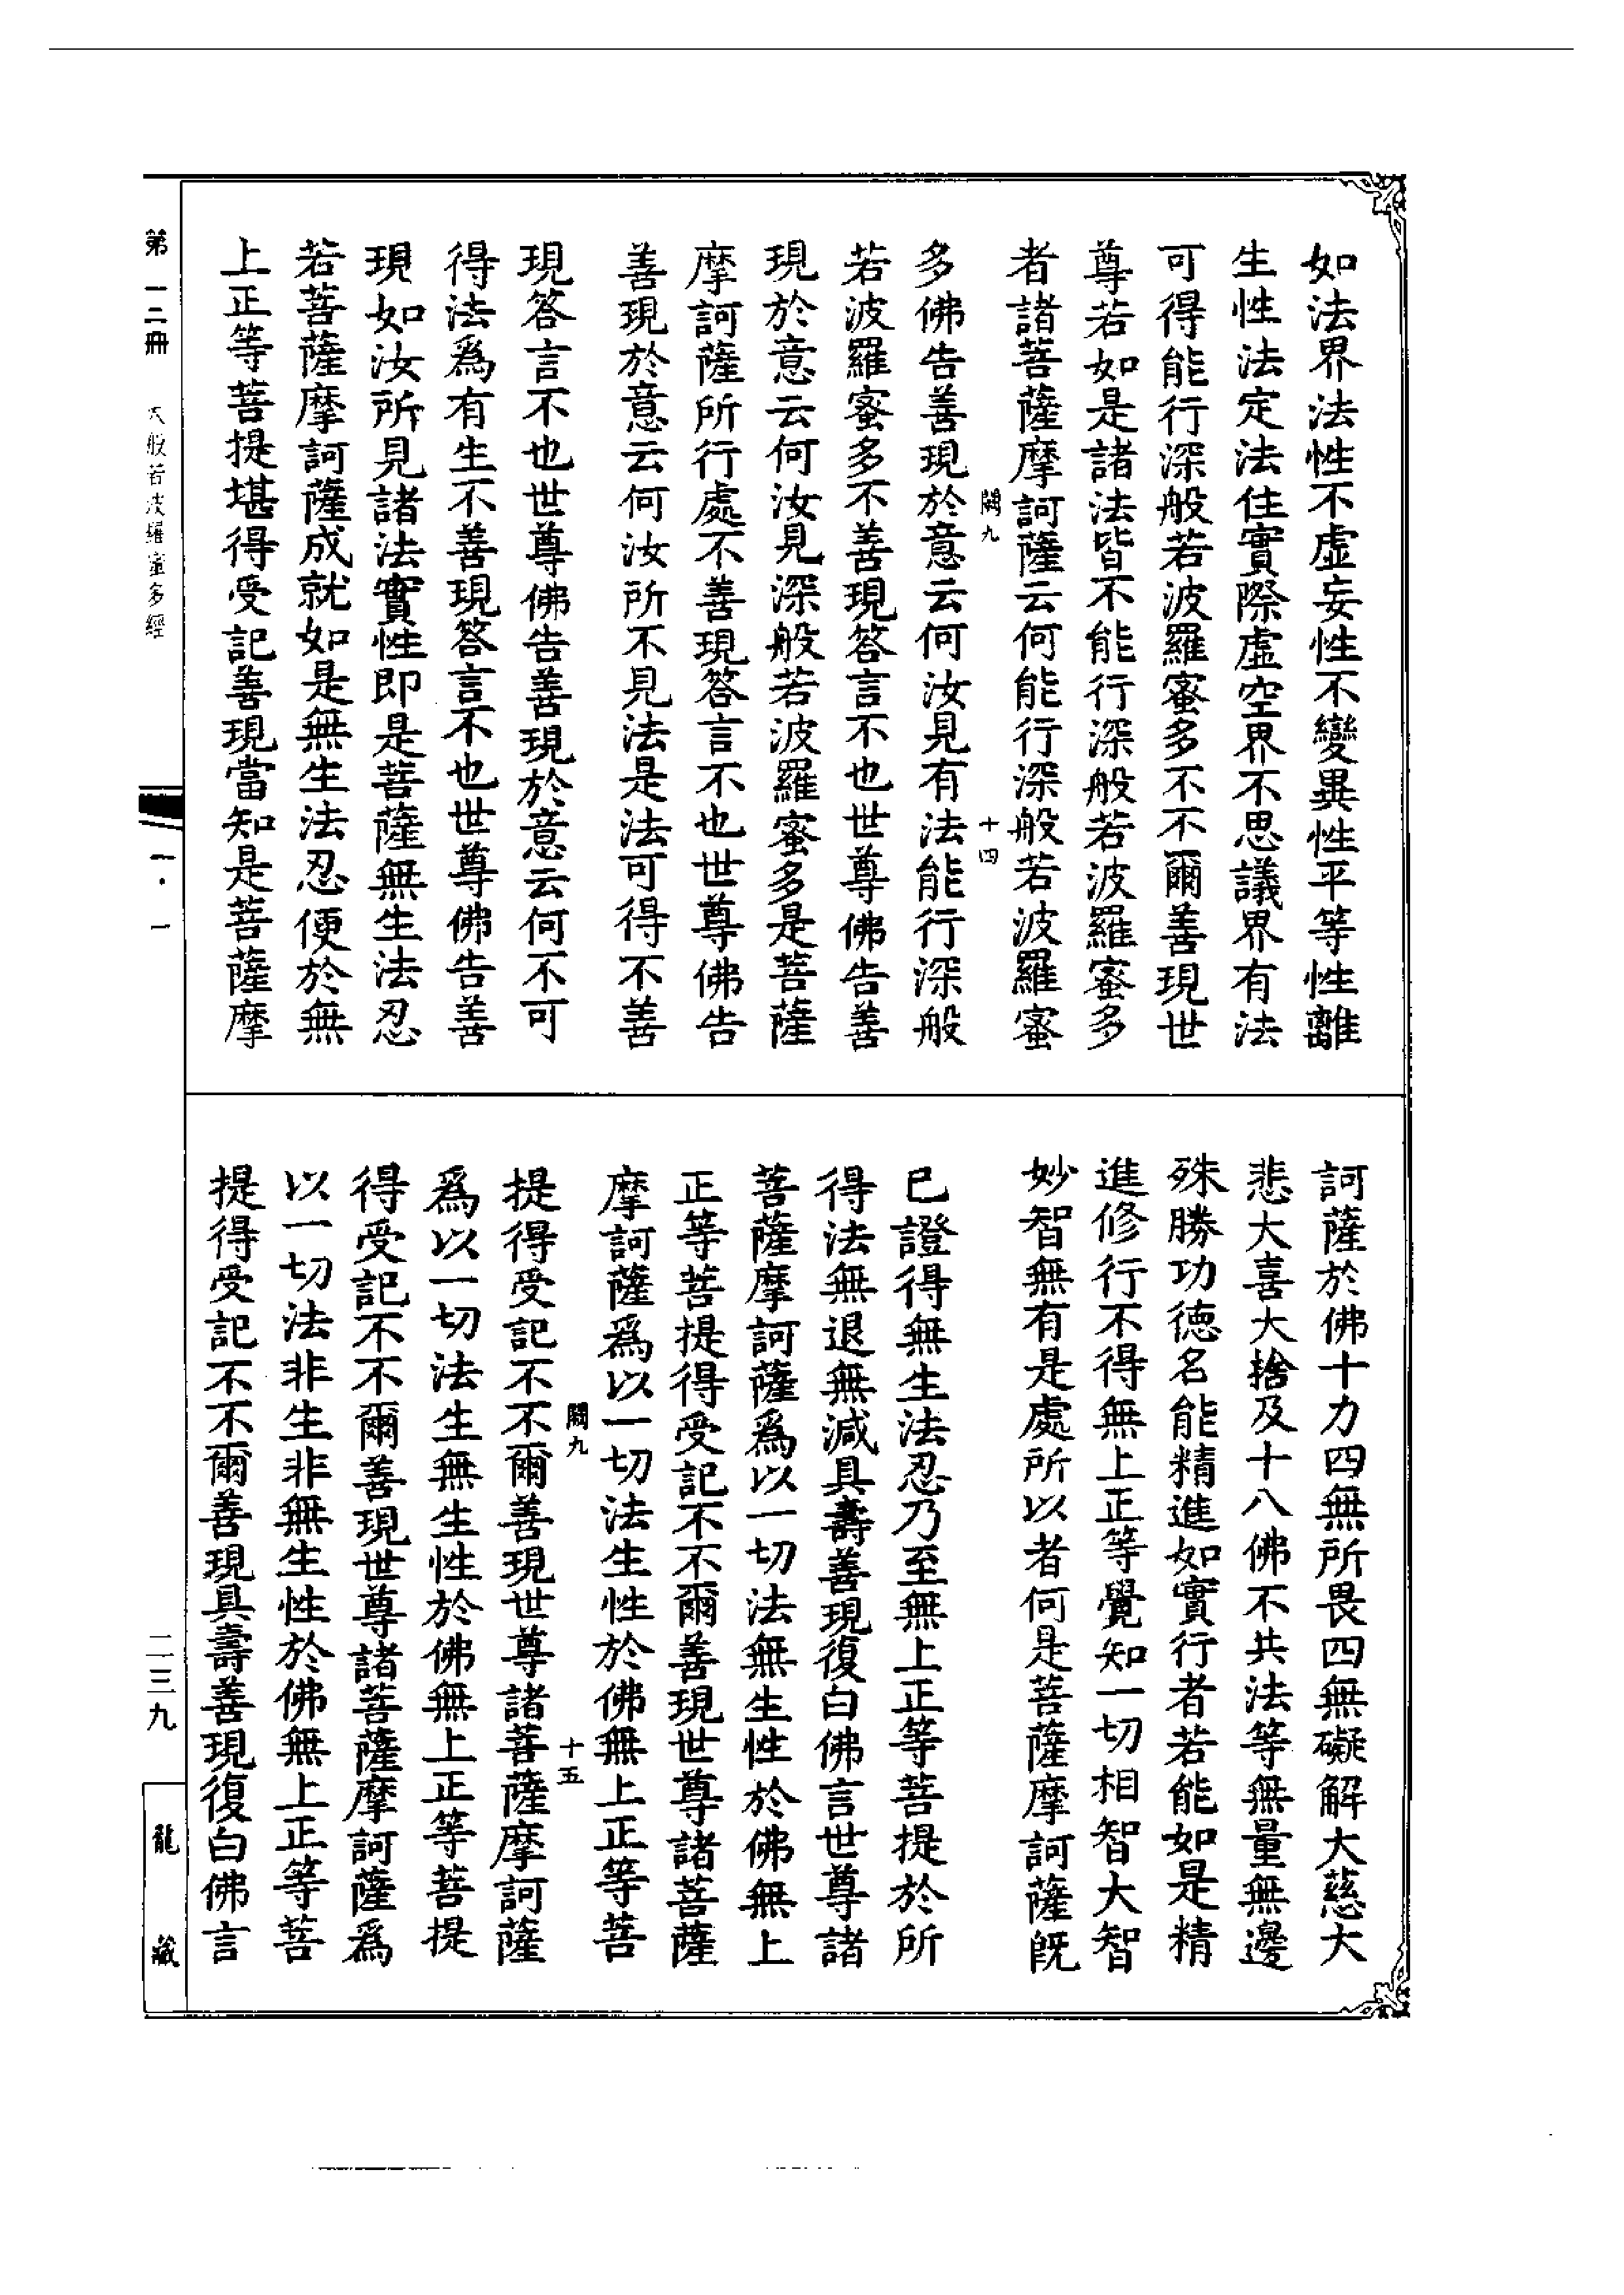 如法界法性不虛妄性不變異性平等性離
生性法定法住實際虛空界不思議界有法
可得能行深般若波羅蜜多不不爾善現世
尊若如是諸法皆不能行深般若波羅蜜多
者諸菩薩摩訶薩云何能行深般若波羅蜜
闕九 十四
多佛告善現於意云何汝見有法能行深般
若波羅蜜多不善現答言不也世尊佛告善
現於意云何汝見深般若波羅蜜多是菩薩
摩訶薩所行處不善現答言不也世尊佛告
善現於意云何汝所不見法是法可得不善
現答言不也世尊佛告善現於意云何不可
得法爲有生不善現答言不也世尊佛告善
現如汝所見諸法實性即是菩薩無生法忍
若菩薩摩訶薩成就如是無生法忍便於無
上正等菩提堪得受記善現當知是菩薩摩
訶薩於佛十力四無所畏四無礙解大慈大
悲大喜大捨及十八佛不共法等無量無邊
殊勝功德名能精進如實行者若能如是精
進修行不得無上正等覺知一切相智大智
妙智無有是處所以者何是菩薩摩訶薩既
已證得無生法忍乃至無上正等菩提於所
得法無退無減具壽善現復白佛言世尊諸
菩薩摩訶薩爲以一切法無生性於佛無上
正等菩提得受記不不爾善現世尊諸菩薩
摩訶薩爲以一切法生性於佛無上正等菩
闕九 十五
提得受記不不爾善現世尊諸菩薩摩訶薩
爲以一切法生無生性於佛無上正等菩提
得受記不不爾善現世尊諸菩薩摩訶薩爲
以一切法非生非無生性於佛無上正等菩
提得受記不不爾善現具壽善現復白佛言
第一二冊 大般若波羅蜜多經
一·一
二三九
龍藏